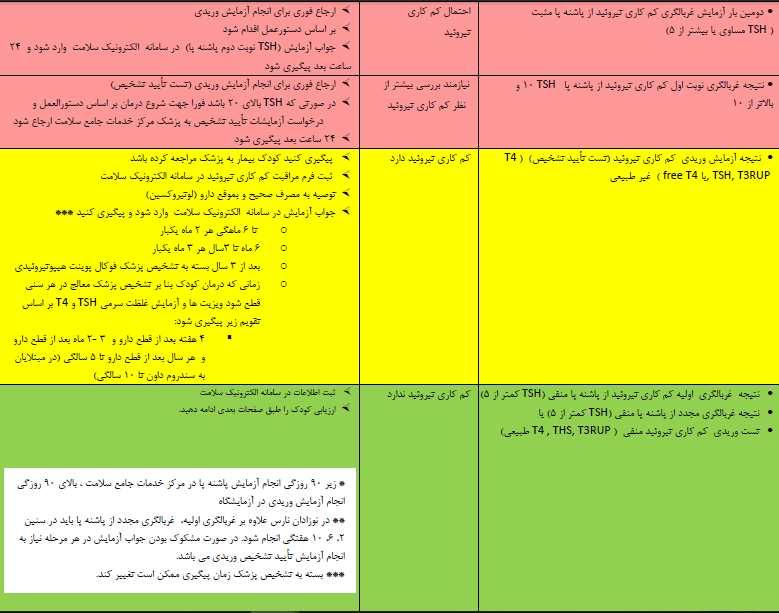 ● دومین بار آزمایش غربالگری کم کاری تیروئید از پاشنه پا مثبت
( TSH مساوی یا بیشتر از ۵)
احتمال کم کاری
تیروئید
➢ ارجاع فوری برای انجام آزمایش وریدی
➢ بر اساس دستورعمل اقدام شود
➢ جواب آزمایش (TSH نوبت دوم پاشنه پا) در سامانه الکترونیک سلامت وارد شود و ۲۴
ساعت بعد پیگیری شود
● نتیجه غربالگری نوبت اول کم کاری تیروئید از پاشنه پا TSH ۱۰ و
بالاتر از ۱۰
نیازمند بررسی بیشتر از
نظر کم کاری تیروئید
➢ ارجاع فوری برای انجام آزمایش وریدی (تست تأیید تشخیص)
➢ در صورتی که TSH بالای ۲۰ باشد فورا جهت شروع درمان بر اساس دستورالعمل و
درخواست آزمایشات تأیید تشخیص به پزشک مرکز خدمات جامع سلامت ارجاع شود
➢ ۲۴ ساعت بعد پیگیری شود
● نتیجه آزمایش وریدی کم کاری تیروئید (تست تأیید تشخیص) ( T4
TSH, T3RUP, یا free T4 ) غیر طبیعی
کم کاری تیروئید دارد
➢ پیگیری کنید کودک بیمار به پزشک مراجعه کرده باشد
➢ ثبت فرم مراقبت کم کاری تیروئید در سامانه الکترونیک سلامت
➢ توصیه به مصرف صحیح و بموقع دارو (لوتیروکسین)
➢ جواب آزمایش در سامانه الکترونیک سلامت وارد شود و پیگیری کنید ***
○ تا ۶ ماهگی هر ۲ ماه یکبار
○ ۶ ماه تا ۳سال هر ۳ ماه یکبار
○ بعد از ۳ سال بسته به تشخیص پزشک فوکال پوینت هیپوتیروئیدی
○ زمانی که درمان کودک بنا بر تشخیص پزشک معالج در هر سنی
قطع شود ویزیت ها و آزمایش غلظت سرمی TSH و T4 بر اساس
تقویم زیر پیگیری شود:
▪ ۴ هفته بعد از قطع دارو و ۳ -۲ ماه بعد از قطع دارو
و هر سال بعد از قطع دارو تا ۵ سالگی (در مبتلایان
به سندروم داون تا ۱۰ سالگی)
● نتیجه غربالگری اولیه کم کاری تیروئید از پاشنه پا منفی (TSH کمتر از ۵)
● نتیجه غربالگری مجدد از پاشنه پا منفی (TSH کمتر از ۵) یا
● تست وریدی کم کاری تیروئید منفی ( T4 , THS, T3RUP طبیعی)
کم کاری تیروئید ندارد
➢ ثبت اطلاعات در سامانه الکترونیک سلامت
➢ ارزیابی کودک را طبق صفحات بعدی ادامه دهید.
* زیر ۹۰ روزگی انجام آزمایش پاشنه پا در مرکز خدمات جامع سلامت ، بالای ۹۰ روزگی
انجام آزمایش وریدی در آزمایشگاه
** در نوزادان نارس علاوه بر غربالگری اولیه، غربالگری مجدد از پاشنه پا باید در سنین
۲، ۶، ۱۰ هفتگی انجام شود. در صورت مشکوک بودن جواب آزمایش در هر مرحله نیاز به
انجام آزمایش تأیید تشخیص وریدی می باشد.
*** بسته به تشخیص پزشک زمان پیگیری ممکن است تغییر کند.